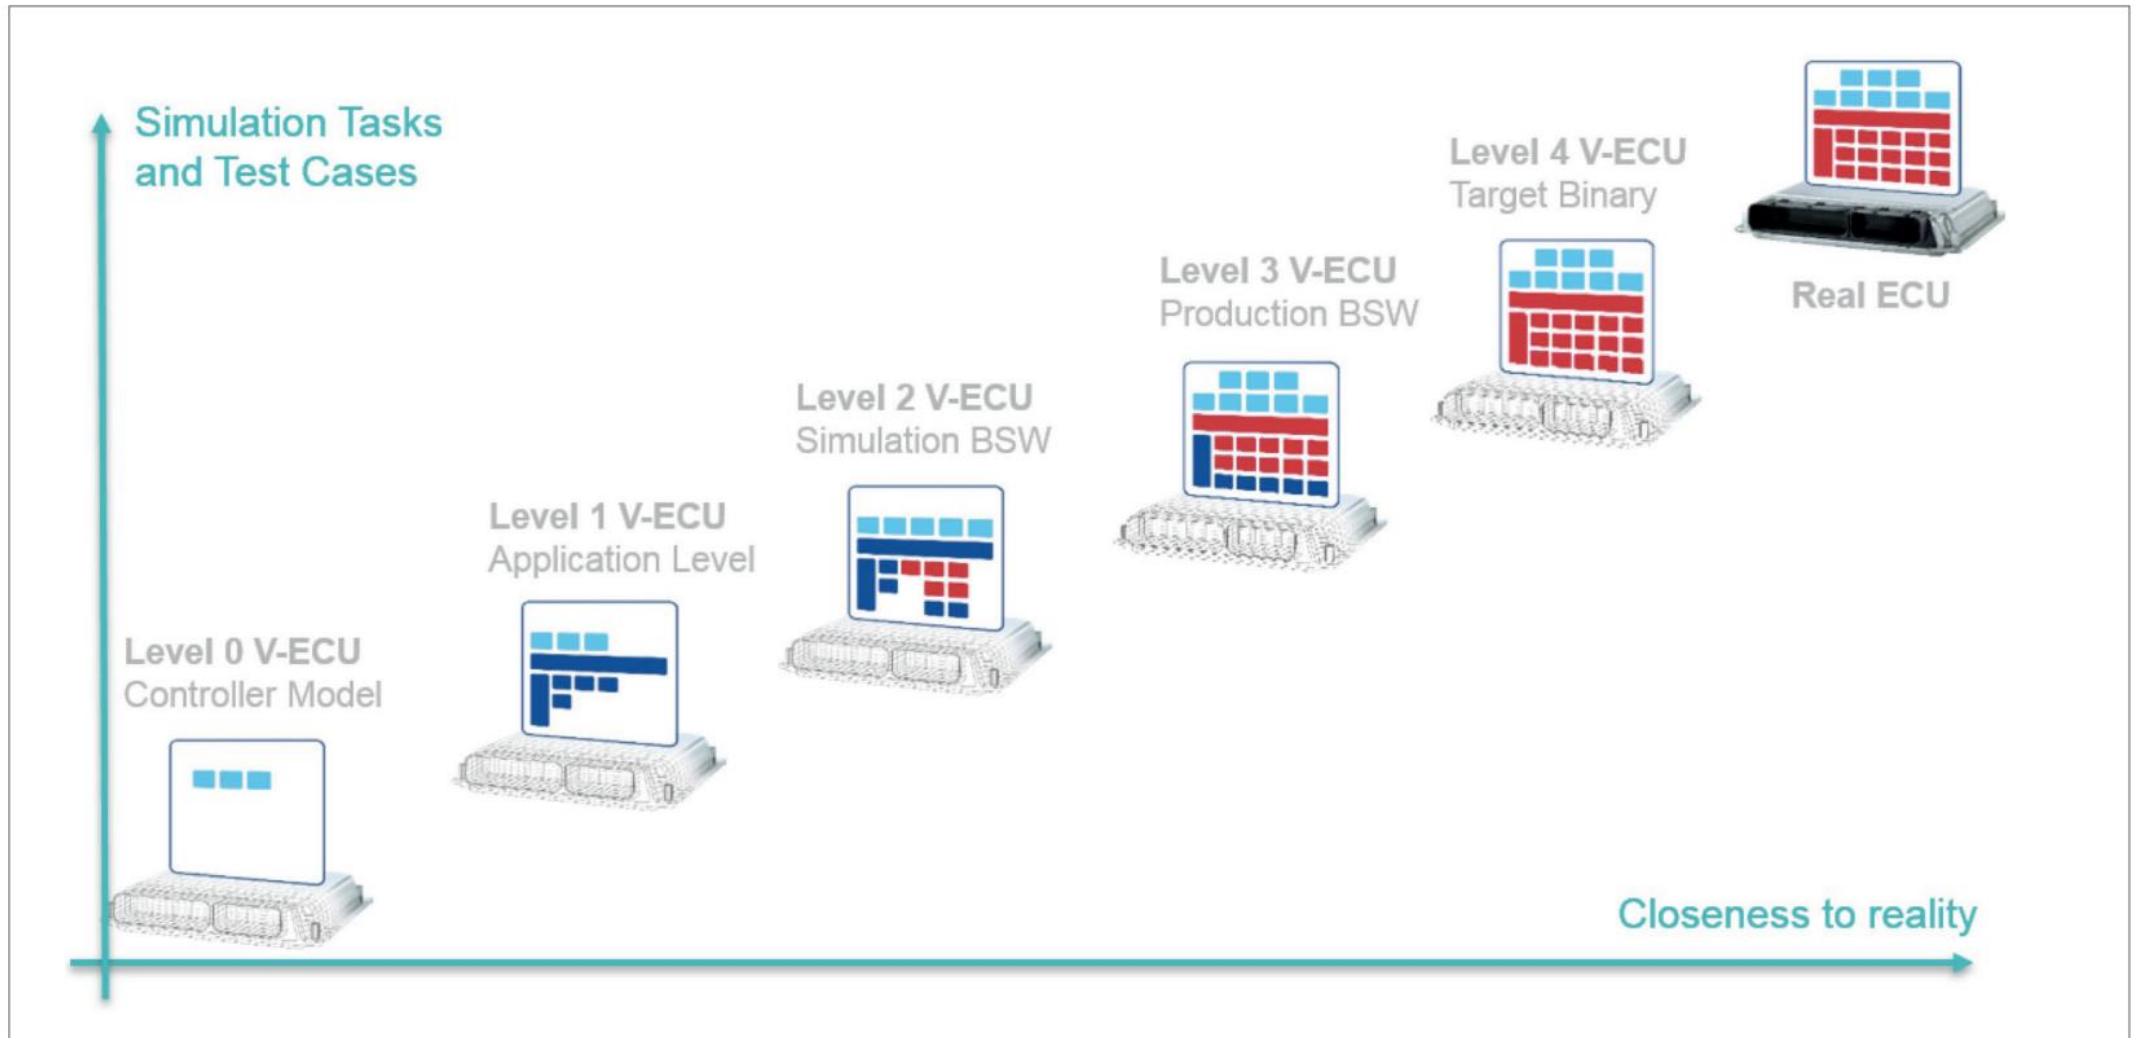 Simulation Tasks
and Test Cases
Level 0 V-ECU
Controller Model
Level 1 V-ECU
Application Level
Level 2 V-ECU
Simulation BSW
Level 3 V-ECU
Production BSW
Level 4 V-ECU
Target Binary
Real ECU
Closeness to reality